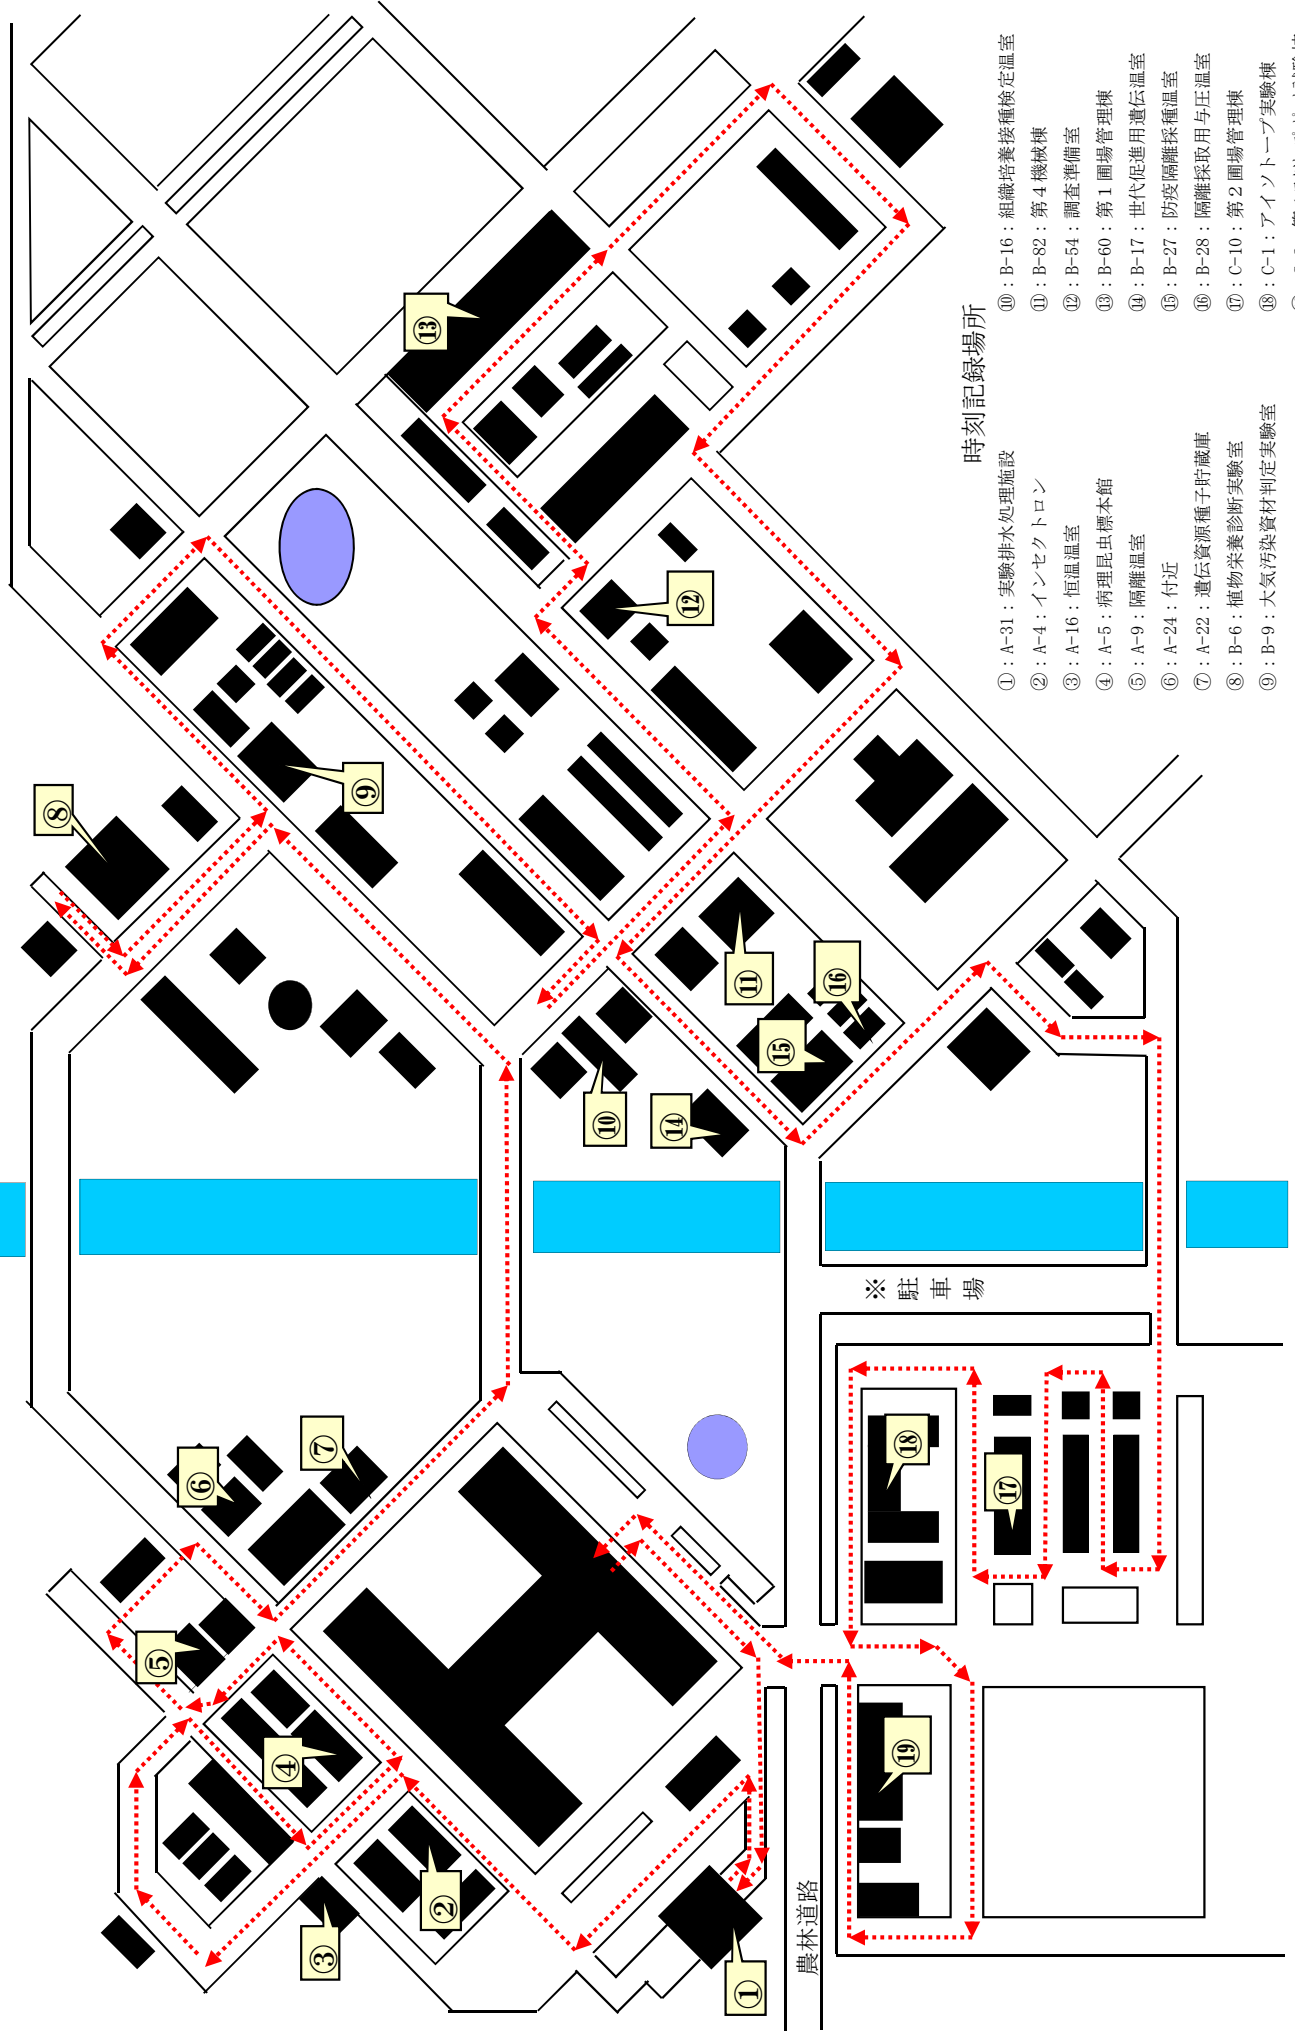 時刻記録場所
①：A-31：実験排水処理施設
②：A-4：インセクトロン
③：A-16：恒温温室
④：A-5：病理昆虫標本館
⑤：A-9：隔離温室
⑥：A-24：付近
⑦：A-22：遺伝資源種子貯蔵庫
⑧：B-6：植物栄養診断実験室
⑨：B-9：大気汚染資材判定実験室
⑩：B-16：組織培養接種検定温室
⑪：B-82：第４機械棟
⑫：B-54：調査準備室
⑬：B-60：第１圃場管理棟
⑭：B-17：世代促進用遺伝温室
⑮：B-27：防疫隔離採種温室
⑯：B-28：隔離採取用与圧温室
⑰：C-10：第２圃場管理棟
⑱：C-1：アイソトープ実験棟
※
駐
車
場
農林道路
①
②
③
④
⑤
⑥
⑦
⑧
⑨
⑩
⑪
⑫
⑬
⑭
⑮
⑯
⑰
⑱
⑲